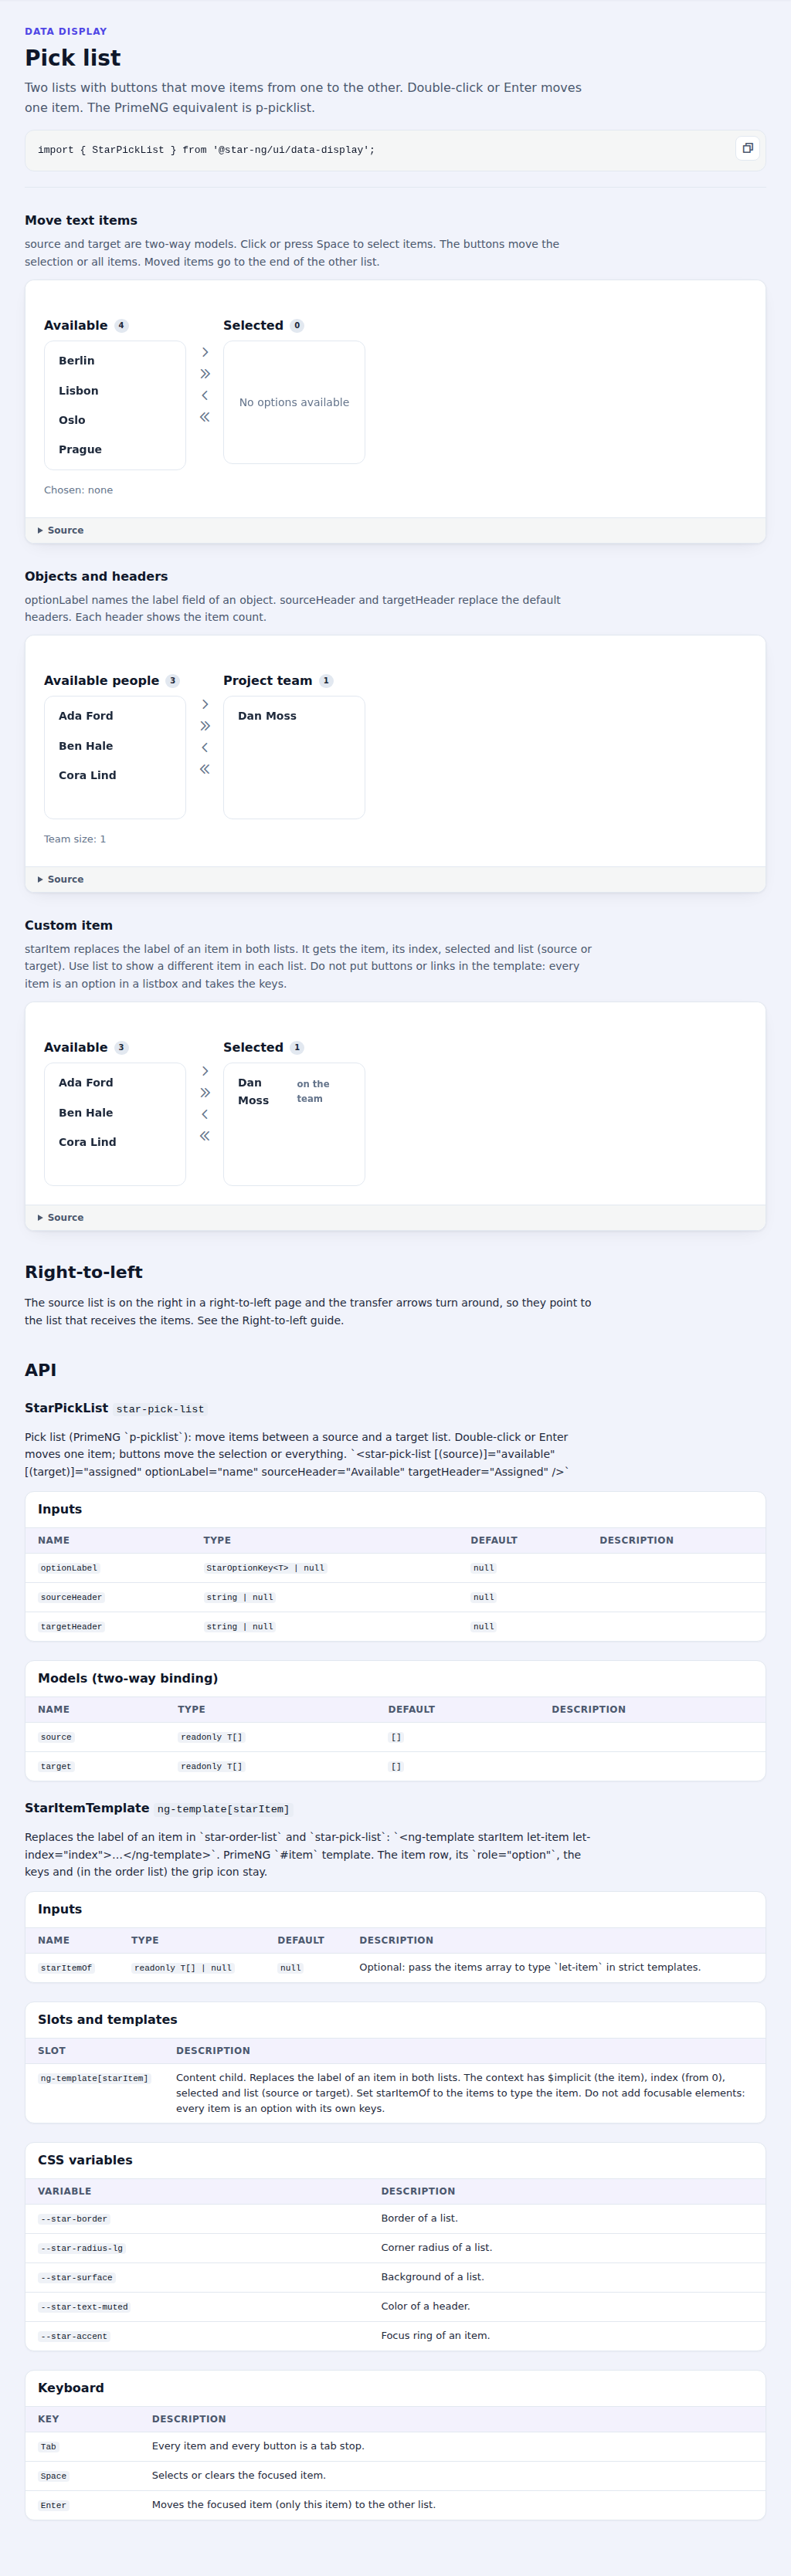 DATA DISPLAY
Pick list
Two lists with buttons that move items from one to the other. Double-click or Enter moves
one item. The PrimeNG equivalent is p-picklist.
import { StarPickList } from '@star-ng/ui/data-display';
Move text items
source and target are two-way models. Click or press Space to select items. The buttons move the
selection or all items. Moved items go to the end of the other list.
Available 4
Selected 0
Berlin
Lisbon
Oslo
Prague
No options available
Chosen: none
Source
Objects and headers
optionLabel names the label field of an object. sourceHeader and targetHeader replace the default
headers. Each header shows the item count.
Available people 3
Project team 1
Ada Ford
Ben Hale
Cora Lind
Dan Moss
Team size: 1
Source
Custom item
starItem replaces the label of an item in both lists. It gets the item, its index, selected and list (source or
target). Use list to show a different item in each list. Do not put buttons or links in the template: every
item is an option in a listbox and takes the keys.
Available 3
Selected 1
Ada Ford
Ben Hale
Cora Lind
Dan
Moss
on the
team
Source
Right-to-left
The source list is on the right in a right-to-left page and the transfer arrows turn around, so they point to
the list that receives the items. See the Right-to-left guide.
API
StarPickList star-pick-list
Pick list (PrimeNG `p-picklist`): move items between a source and a target list. Double-click or Enter
moves one item; buttons move the selection or everything. `<star-pick-list [(source)]="available"
[(target)]="assigned" optionLabel="name" sourceHeader="Available" targetHeader="Assigned" />`
Inputs
NAME TYPE DEFAULT DESCRIPTION
optionLabel StarOptionKey<T> | null null
sourceHeader string | null null
targetHeader string | null null
Models (two-way binding)
NAME TYPE DEFAULT DESCRIPTION
source readonly T[] []
target readonly T[] []
StarItemTemplate ng-template[starItem]
Replaces the label of an item in `star-order-list` and `star-pick-list`: `<ng-template starItem let-item let-
index="index">…</ng-template>`. PrimeNG `#item` template. The item row, its `role="option"`, the
keys and (in the order list) the grip icon stay.
Inputs
NAME TYPE DEFAULT DESCRIPTION
starItemOf readonly T[] | null null Optional: pass the items array to type `let-item` in strict templates.
Slots and templates
SLOT DESCRIPTION
ng-template[starItem] Content child. Replaces the label of an item in both lists. The context has $implicit (the item), index (from 0),
selected and list (source or target). Set starItemOf to the items to type the item. Do not add focusable elements:
every item is an option with its own keys.
CSS variables
VARIABLE DESCRIPTION
--star-border Border of a list.
--star-radius-lg Corner radius of a list.
--star-surface Background of a list.
--star-text-muted Color of a header.
--star-accent Focus ring of an item.
Keyboard
KEY DESCRIPTION
Tab Every item and every button is a tab stop.
Space Selects or clears the focused item.
Enter Moves the focused item (only this item) to the other list.